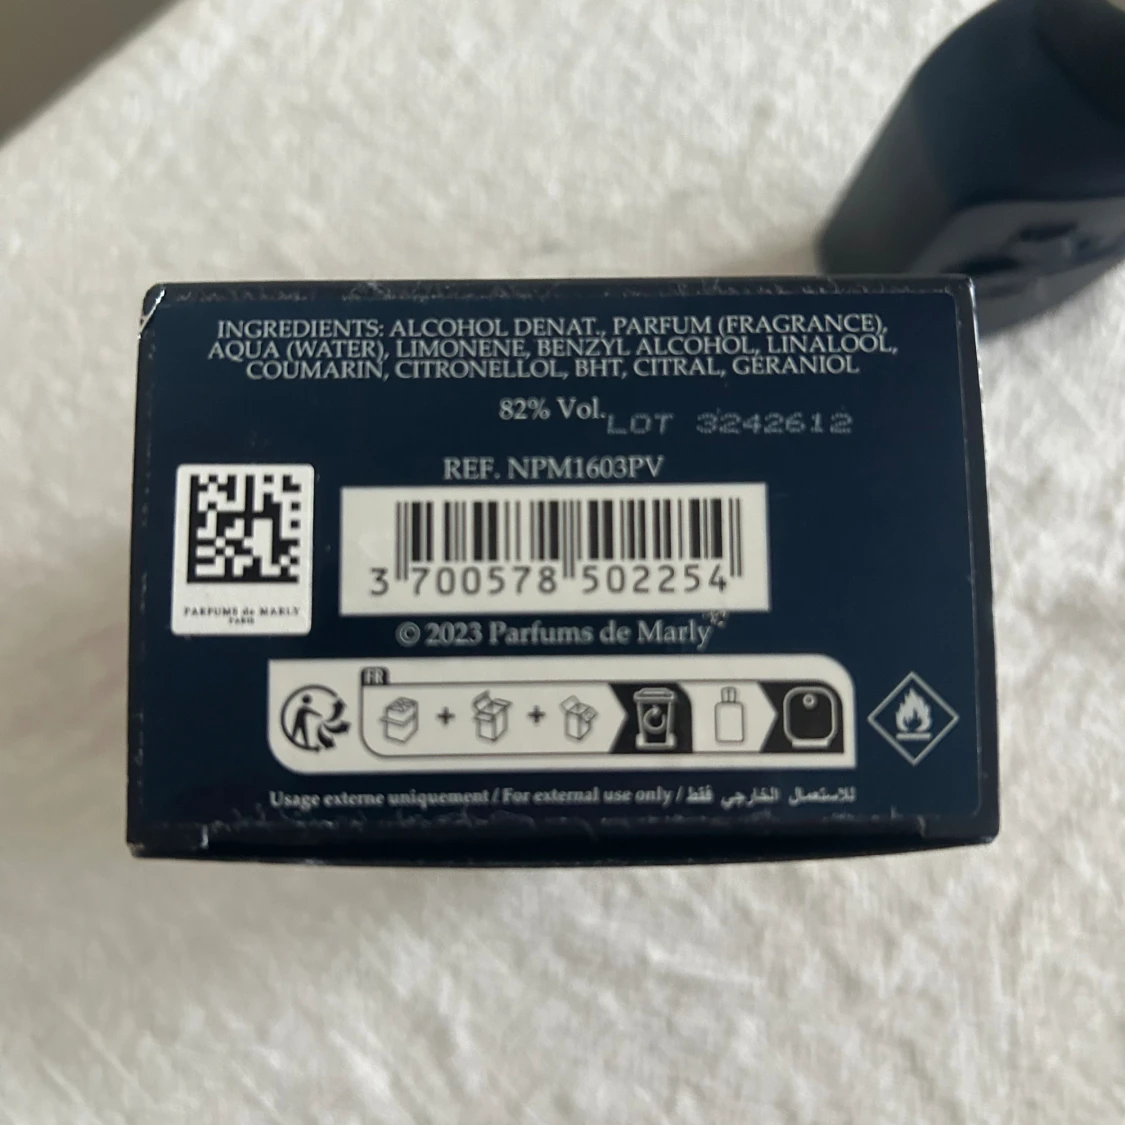 INGREDIENTS: ALCOHOL DENAT., PARFUM (FRAGRANCE),
AQUA (WATER), LIMONENE, BENZYL ALCOHOL, LINALOOL,
COUMARIN, CITRONELLOL, BHT, CITRAL, GERANIOL
82% Vol.
LOT 3242612
REF. NPM1603PV
3 700578 502254
PARFUMS de MARLY
PARIS
© 2023 Parfums de Marly
FR
Usage externe uniquement / For external use only / للاستعمال الخارجي فقط